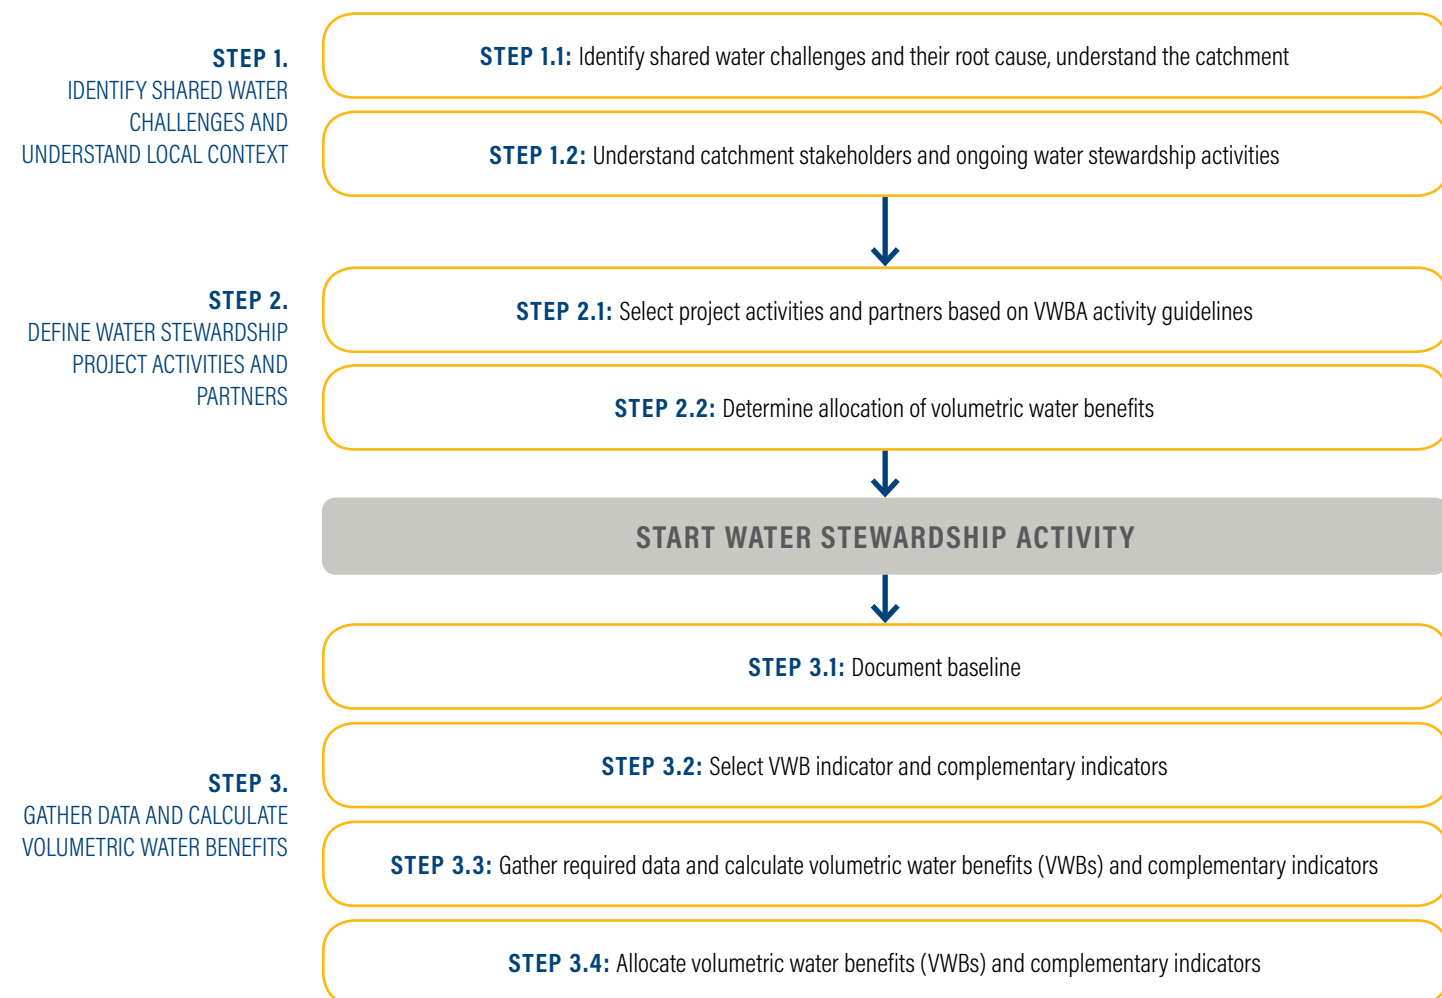 STEP 1.
IDENTIFY SHARED WATER
CHALLENGES AND
UNDERSTAND LOCAL CONTEXT
STEP 1.1: Identify shared water challenges and their root cause, understand the catchment
STEP 1.2: Understand catchment stakeholders and ongoing water stewardship activities
STEP 2.
DEFINE WATER STEWARDSHIP
PROJECT ACTIVITIES AND
PARTNERS
STEP 2.1: Select project activities and partners based on VWBA activity guidelines
STEP 2.2: Determine allocation of volumetric water benefits
START WATER STEWARDSHIP ACTIVITY
STEP 3.
GATHER DATA AND CALCULATE
VOLUMETRIC WATER BENEFITS
STEP 3.1: Document baseline
STEP 3.2: Select VWB indicator and complementary indicators
STEP 3.3: Gather required data and calculate volumetric water benefits (VWBs) and complementary indicators
STEP 3.4: Allocate volumetric water benefits (VWBs) and complementary indicators